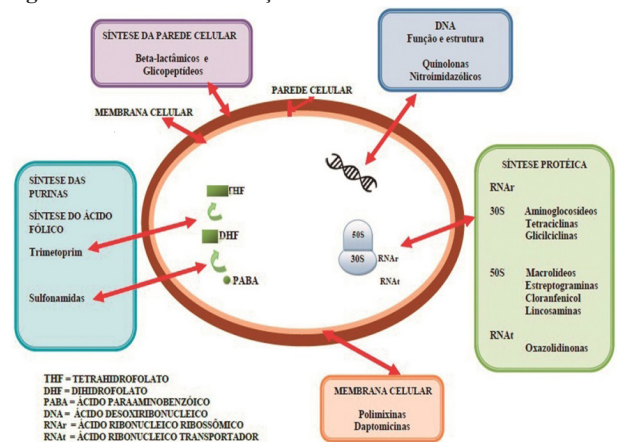 SÍNTESE DA PAREDE CELULAR
Beta-lactâmicos e
Glicopeptídeos
DNA
Função e estrutura
Quinolonas
Nitroimidazólicos
PAREDE CELULAR
MEMBRANA CELULAR
SÍNTESE DAS
PURINAS
SÍNTESE DO ÁCIDO
FÓLICO
Trimetoprim
Sulfonamidas
THF
DHF
PABA
50S
30S
RNAr
RNAt
SÍNTESE PROTÉICA
RNAr
30S Aminoglocosídeos
Tetraciclinas
Glicilciclinas
50S Macrolídeos
Estreptograminas
Cloranfenicol
Lincosaminas
RNAt
Oxazolidinonas
MEMBRANA CELULAR
Polimixinas
Daptomicinas
THF = TETRAHIDROFOLATO
DHF = DIHIDROFOLATO
PABA = ÁCIDO PARAAMINOBENZÓICO
DNA = ÁCIDO DESOXIRIBONUCLEICO
RNAr = ÁCIDO RIBONUCLEICO RIBOSSÔMICO
RNAt = ÁCIDO RIBONUCLEICO TRANSPORTADOR